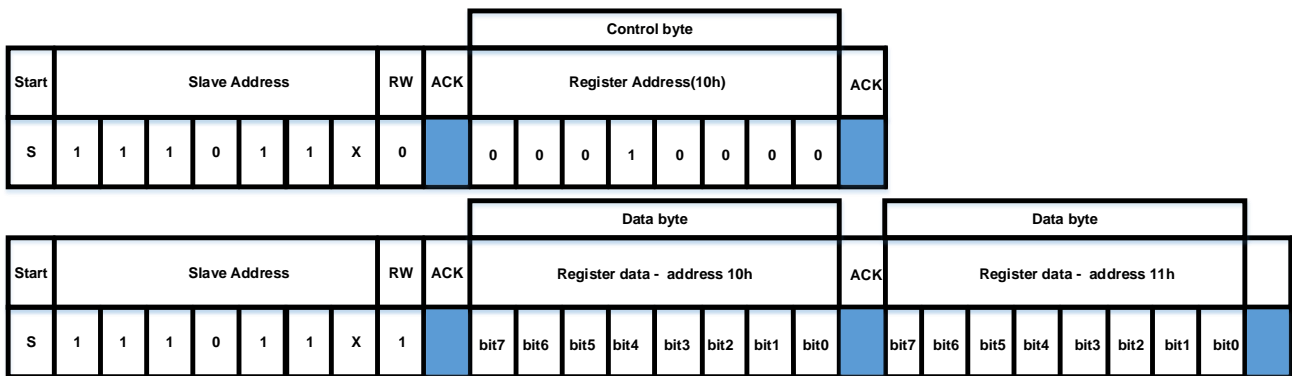 Control byte
Start Slave Address RW ACK Register Address(10h) ACK
S 1 1 1 0 1 1 X 0 0 0 0 1 0 0 0 0
Data byte Data byte
Start Slave Address RW ACK Register data - address 10h ACK Register data - address 11h
S 1 1 1 0 1 1 X 1 bit7 bit6 bit5 bit4 bit3 bit2 bit1 bit0 bit7 bit6 bit5 bit4 bit3 bit2 bit1 bit0